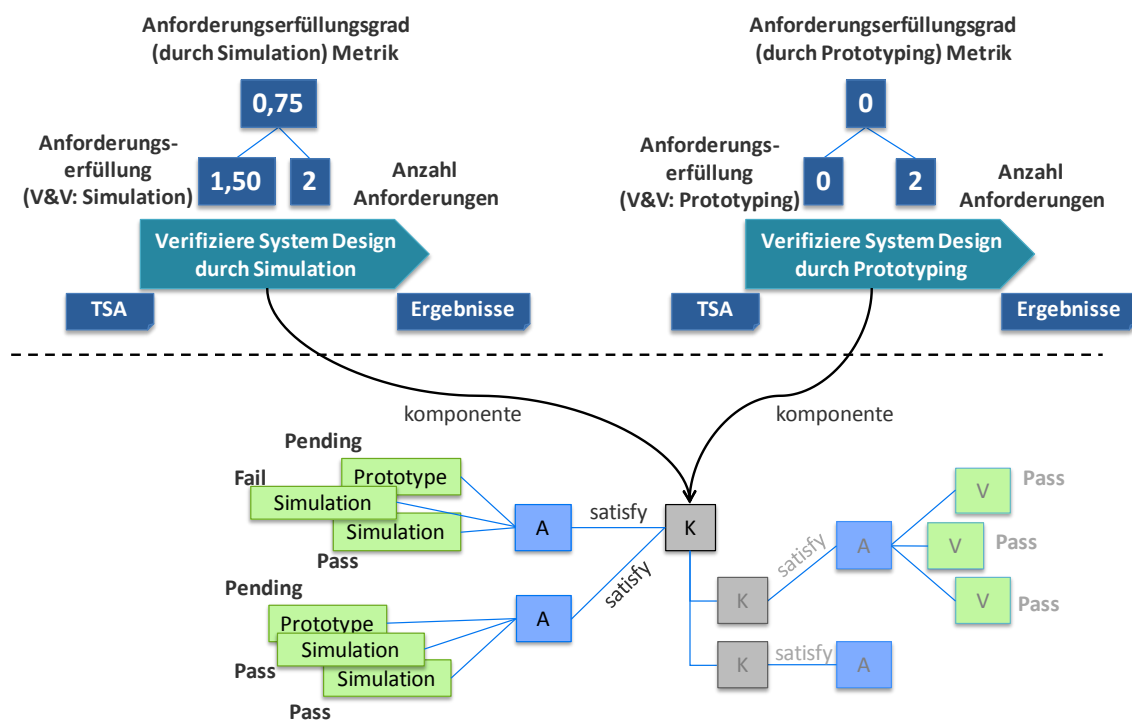 Anforderungserfüllungsgrad
(durch Simulation) Metrik
0,75
Anforderungs-
erfüllung
(V&V: Simulation)
1,50
2
Anzahl
Anforderungen
Verifiziere System Design
durch Simulation
TSA
Ergebnisse
Anforderungserfüllungsgrad
(durch Prototyping) Metrik
0
Anforderungs-
erfüllung
(V&V: Prototyping)
0
2
Anzahl
Anforderungen
Verifiziere System Design
durch Prototyping
TSA
Ergebnisse
komponente
komponente
Pending
Prototype
Fail
Simulation
Simulation
Pass
A
satisfy
K
satisfy
Pending
Prototype
Simulation
Pass
Simulation
Pass
A
K
satisfy
A
V
Pass
V
Pass
V
Pass
K
satisfy
A